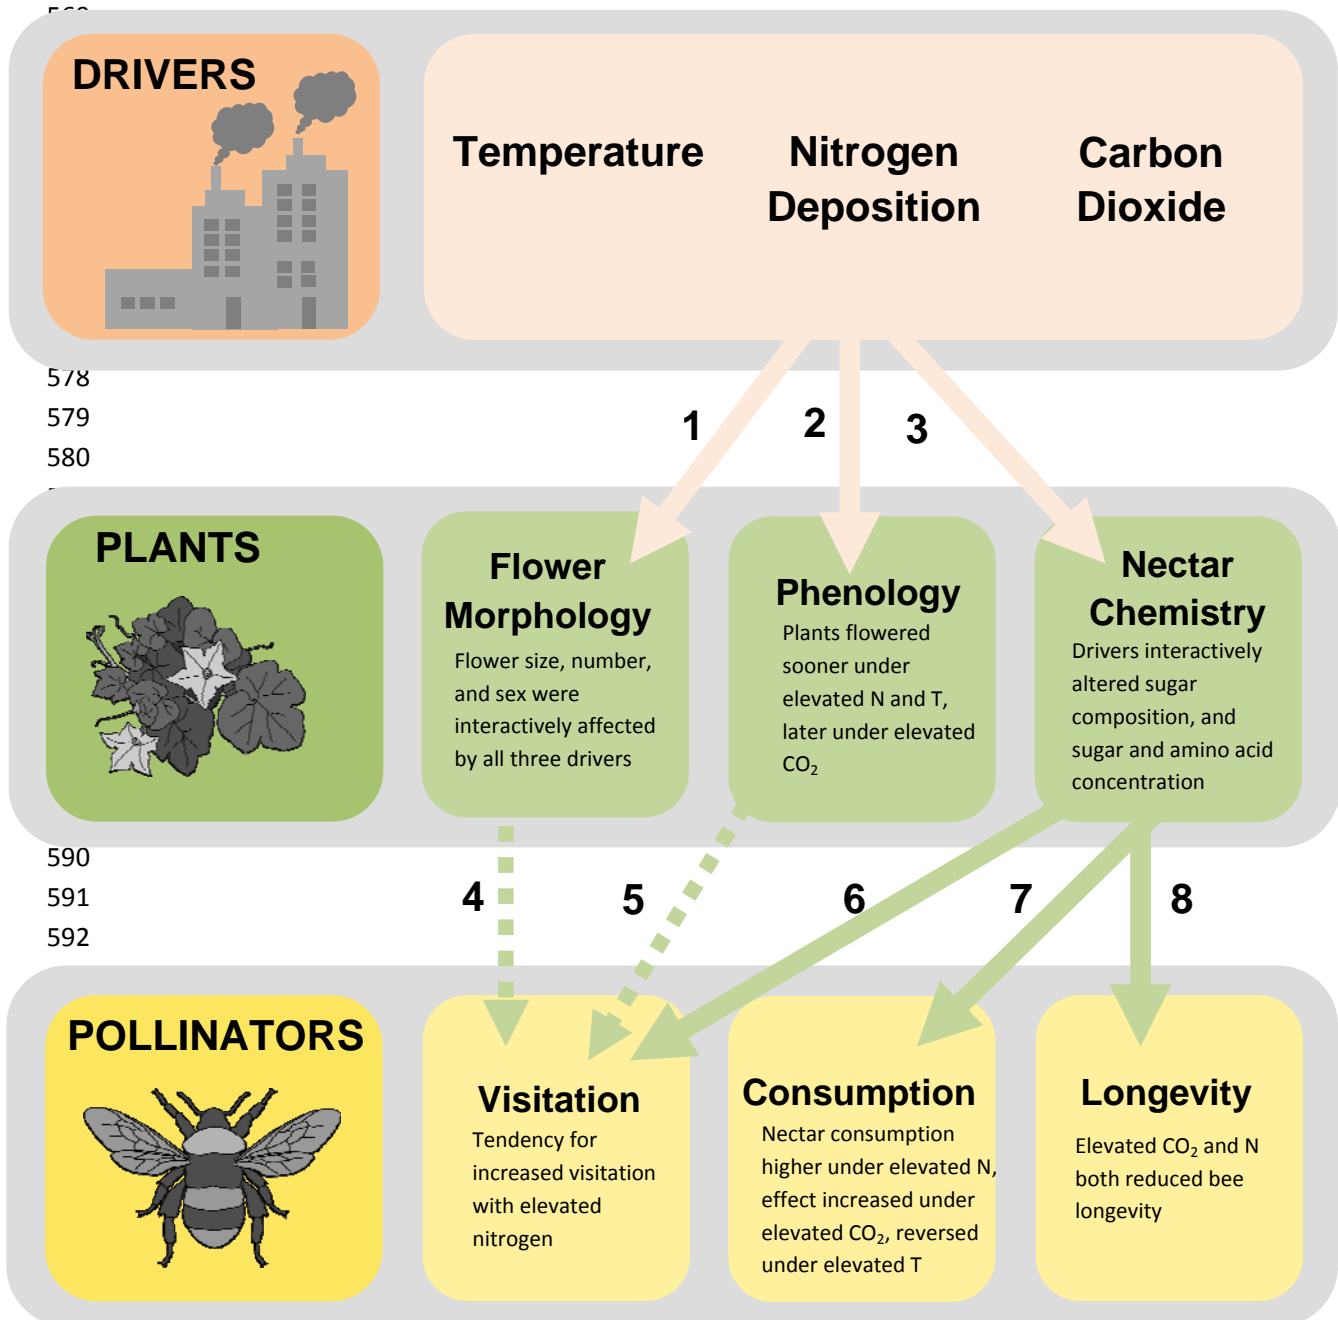 DRIVERS
Temperature
Nitrogen
Deposition
Carbon
Dioxide
578
579
580
1
2
3
PLANTS
Flower
Morphology
Flower size, number,
and sex were
interactively affected
by all three drivers
Phenology
Plants flowered
sooner under
elevated N and T,
later under elevated
CO₂
Nectar
Chemistry
Drivers interactively
altered sugar
composition, and
sugar and amino acid
concentration
590
591
592
4
5
6
7
8
POLLINATORS
Visitation
Tendency for
increased visitation
with elevated
nitrogen
Consumption
Nectar consumption
higher under elevated N,
effect increased under
elevated CO₂, reversed
under elevated T
Longevity
Elevated CO₂ and N
both reduced bee
longevity